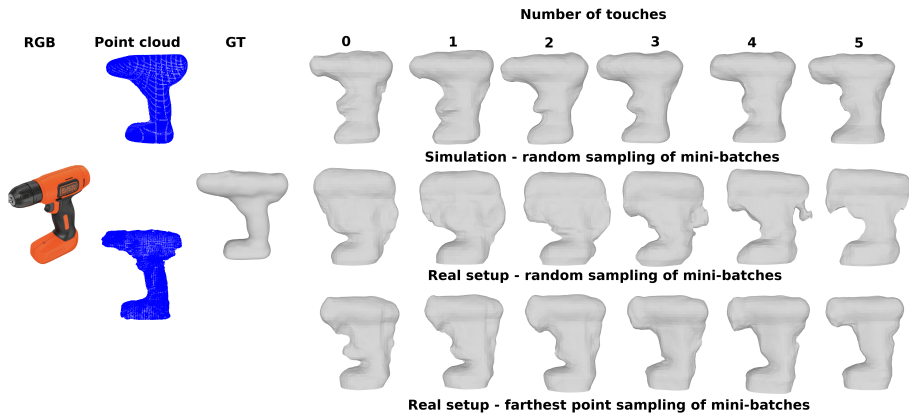 Number of touches
RGB Point cloud GT 0 1 2 3 4 5
Simulation - random sampling of mini-batches
Real setup - random sampling of mini-batches
Real setup - farthest point sampling of mini-batches